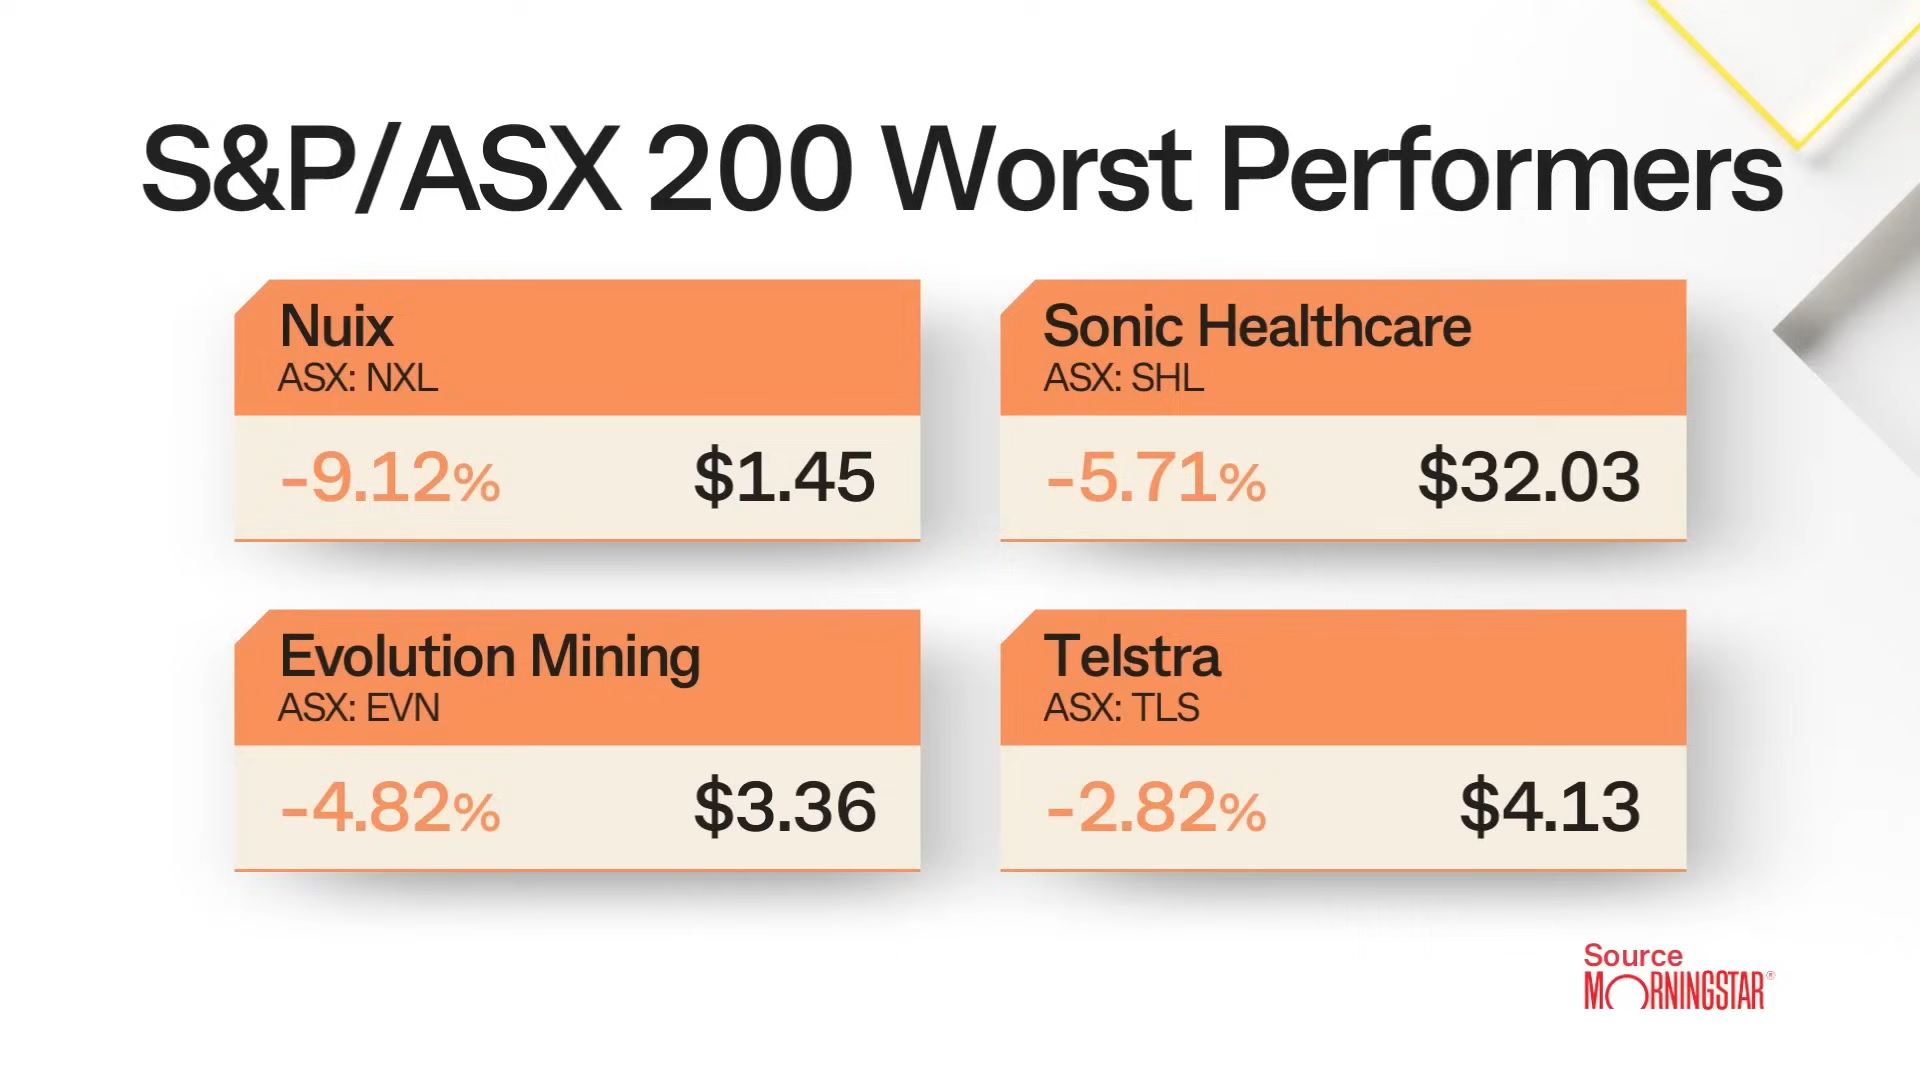 S&P/ASX 200 Worst Performers
Nuix
ASX: NXL
-9.12% $1.45
Sonic Healthcare
ASX: SHL
-5.71% $32.03
Evolution Mining
ASX: EVN
-4.82% $3.36
Telstra
ASX: TLS
-2.82% $4.13
Source
MORNINGSTAR®